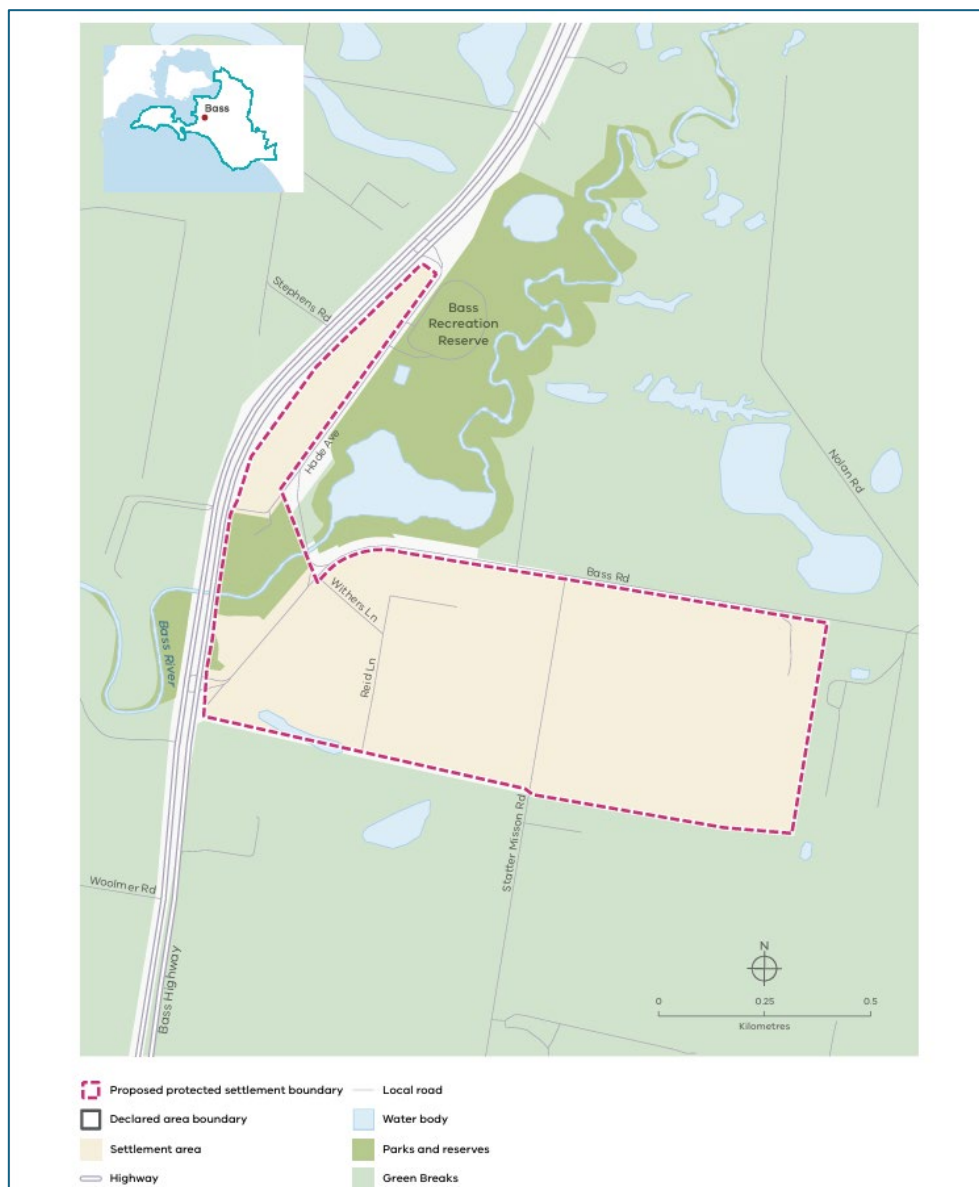 Bass
Stephens Rd
Bass
Recreation
Reserve
Hade Ave
Nolan Rd
Bass Rd
Withers Ln
Reid Ln
Bass River
Statter Misson Rd
Woolmer Rd
Bass Highway
N
0
0.25
0.5
Kilometres
Proposed protected settlement boundary
Local road
Declared area boundary
Water body
Settlement area
Parks and reserves
Highway
Green Breaks